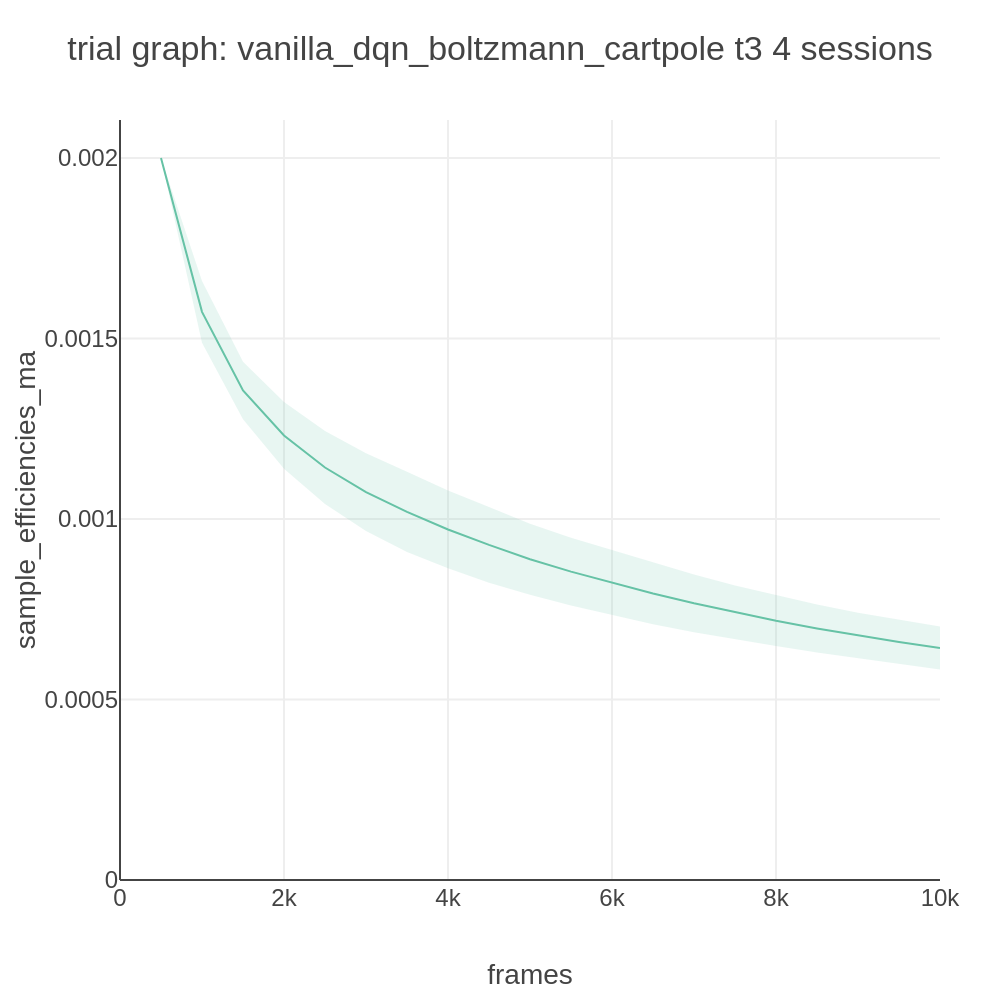 trial graph: vanilla_dqn_boltzmann_cartpole t3 4 sessions
0.002
0.0015
0.001
0.0005
0
sample_efficiencies_ma
0 2k 4k 6k 8k 10k
frames